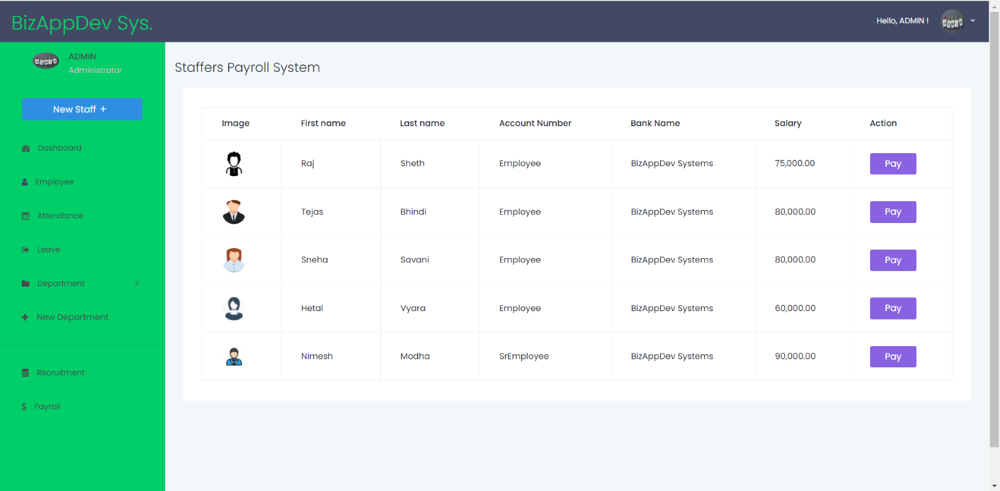 BizAppDev Sys.
Hello, ADMIN !
ADMIN
Administrator
New Staff +
Dashboard
Employee
Attendance
Leave
Department
New Department
Recruitment
Payroll
Staffers Payroll System
Image First name Last name Account Number Bank Name Salary Action
Raj Sheth Employee BizAppDev Systems 75,000.00 Pay
Tejas Bhindi Employee BizAppDev Systems 80,000.00 Pay
Sneha Savani Employee BizAppDev Systems 80,000.00 Pay
Hetal Vyara Employee BizAppDev Systems 60,000.00 Pay
Nimesh Modha SrEmployee BizAppDev Systems 90,000.00 Pay